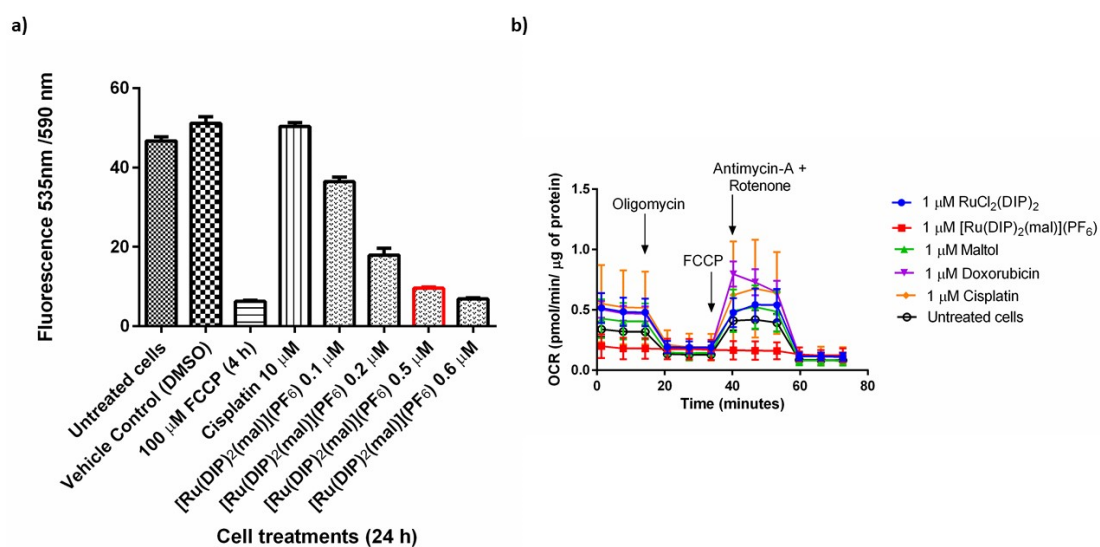 a)
Fluorescence 535nm /590 nm
60
40
20
0
Untreated cells
Vehicle Control (DMSO)
100 μM FCCP (4 h)
Cisplatin 10 μM
[Ru(DIP)2(mal)](PF6) 0.1 μM
[Ru(DIP)2(mal)](PF6) 0.2 μM
[Ru(DIP)2(mal)](PF6) 0.5 μM
[Ru(DIP)2(mal)](PF6) 0.6 μM
Cell treatments (24 h)
b)
OCR (pmol/min/ μg of protein)
1.5
1.0
0.5
0.0
0
20
40
60
80
Time (minutes)
Oligomycin
FCCP
Antimycin-A +
Rotenone
1 μM RuCl2(DIP)2
1 μM [Ru(DIP)2(mal)](PF6)
1 μM Maltol
1 μM Doxorubicin
1 μM Cisplatin
Untreated cells